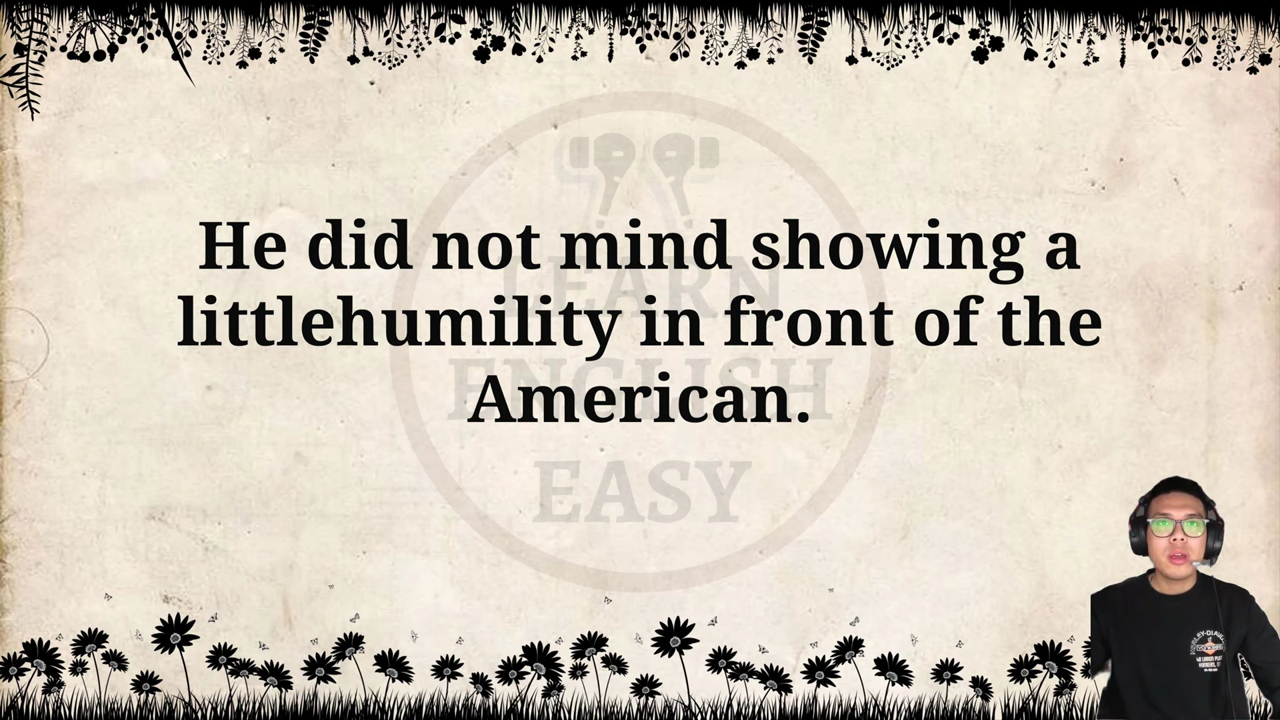 He did not mind showing a
littlehumility in front of the
American.
LEARN
ENGLISH
EASY